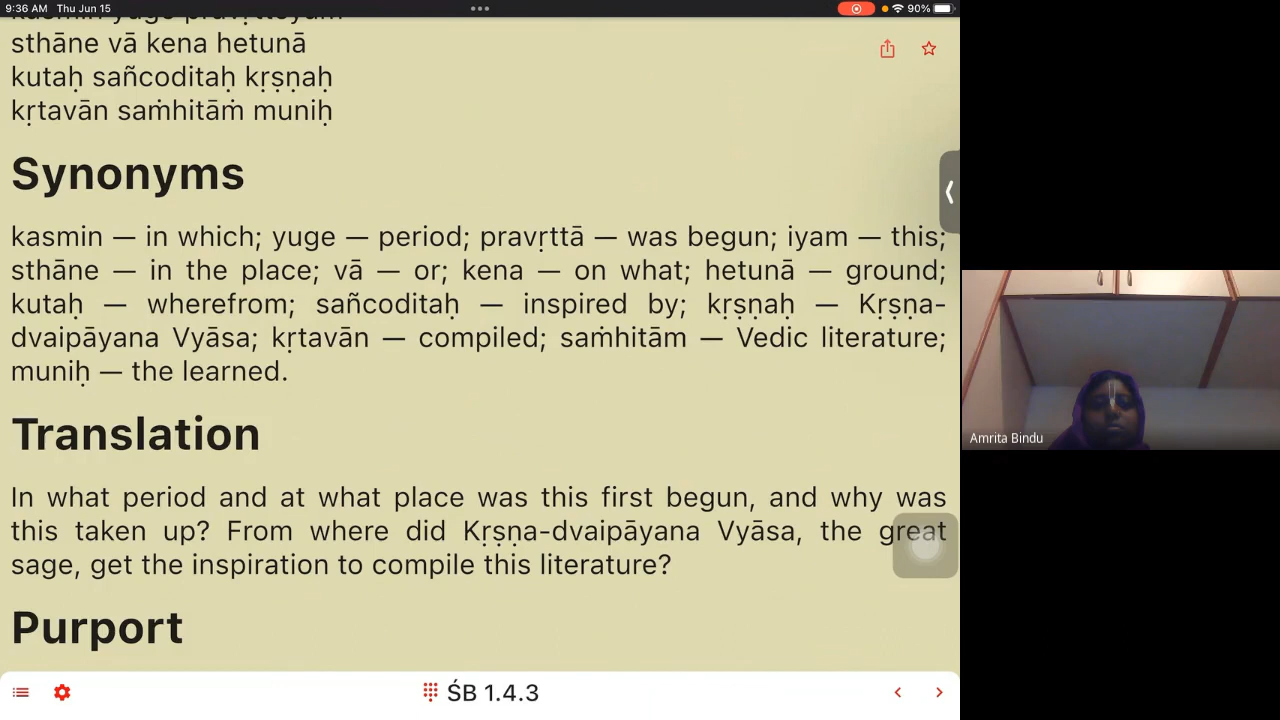 9:36 AM Thu Jun 15
90%
kasmin yuge pravṛtteyaṁ
sthāne vā kena hetunā
kutaḥ sañcoditaḥ kṛṣṇaḥ
kṛtavān saṁhitāṁ muniḥ
Synonyms
kasmin — in which; yuge — period; pravṛttā — was begun; iyam — this;
sthāne — in the place; vā — or; kena — on what; hetunā — ground;
kutaḥ — wherefrom; sañcoditaḥ — inspired by; kṛṣṇaḥ — Kṛṣṇa-
dvaipāyana Vyāsa; kṛtavān — compiled; saṁhitām — Vedic literature;
muniḥ — the learned.
Translation
In what period and at what place was this first begun, and why was
this taken up? From where did Kṛṣṇa-dvaipāyana Vyāsa, the great
sage, get the inspiration to compile this literature?
Purport
ŚB 1.4.3
Amrita Bindu